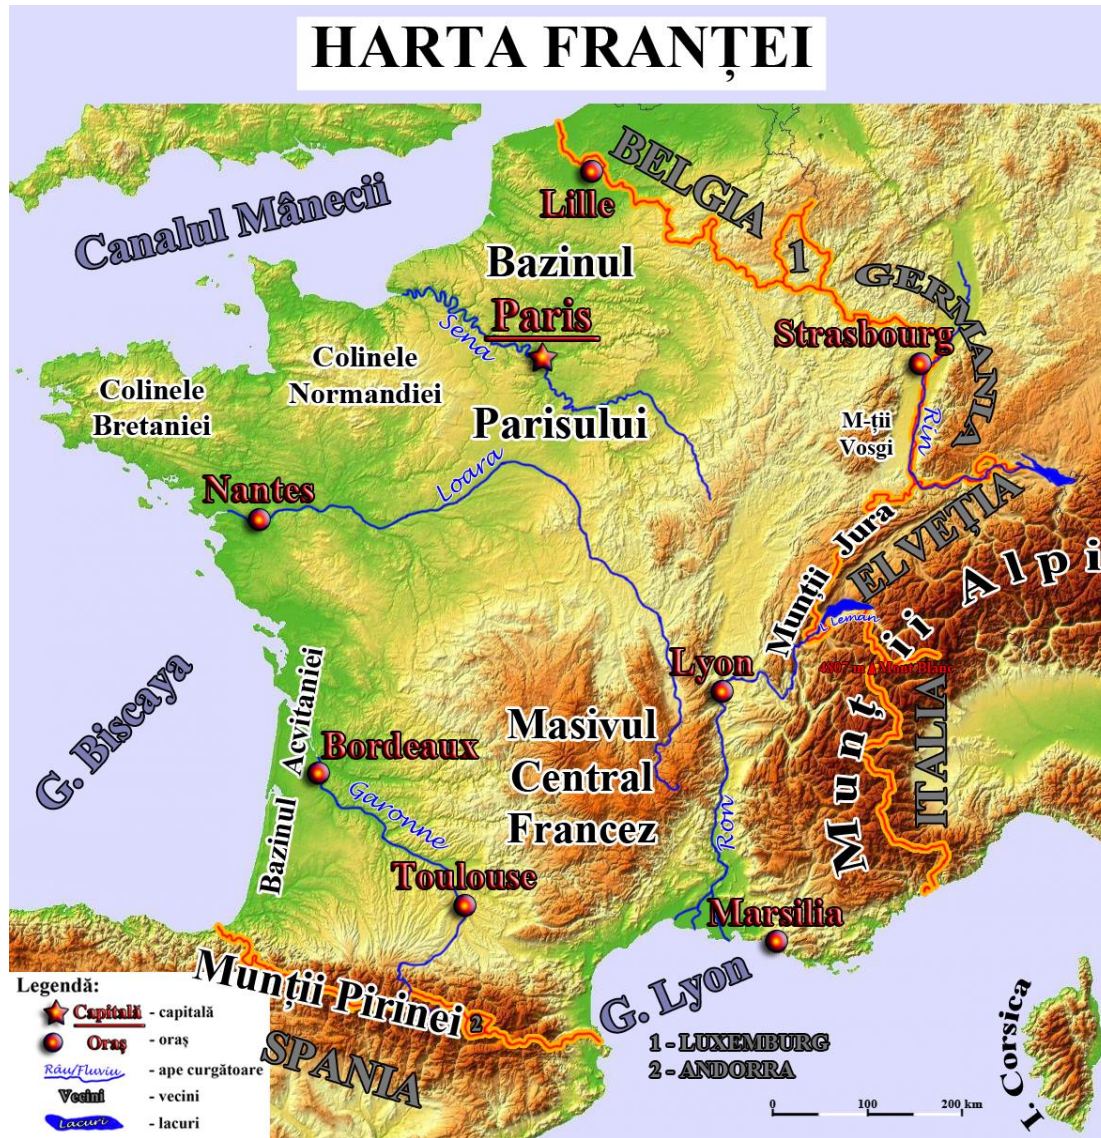 HARTA FRANȚEI
BELGIA
Lille
Canalul Mânecii
Bazinul
1
GERMANIA
Paris
Sena
Strasbourg
Colinele
Normandiei
Colinele
Bretaniei
Parisului
M-ții
Vosgi
Rin
Loara
Nantes
Munții Jura
ELVEȚIA
Munții Alpi
l Leman
Lyon
4807 m Mont Blanc
G. Biscaya
Bazinul Acvitaniei
Masivul
Central
Francez
ITALIA
Bordeaux
Garonne
Ron
Toulouse
Marsilia
Munții Pirinei
2
G. Lyon
SPANIA
I. Corsica
1 - LUXEMBURG
2 - ANDORRA
0 100 200 km
Legendă:
Capitală - capitală
Oraș - oraș
Râu/Fluviu - ape curgătoare
Vecini - vecini
Lacuri - lacuri